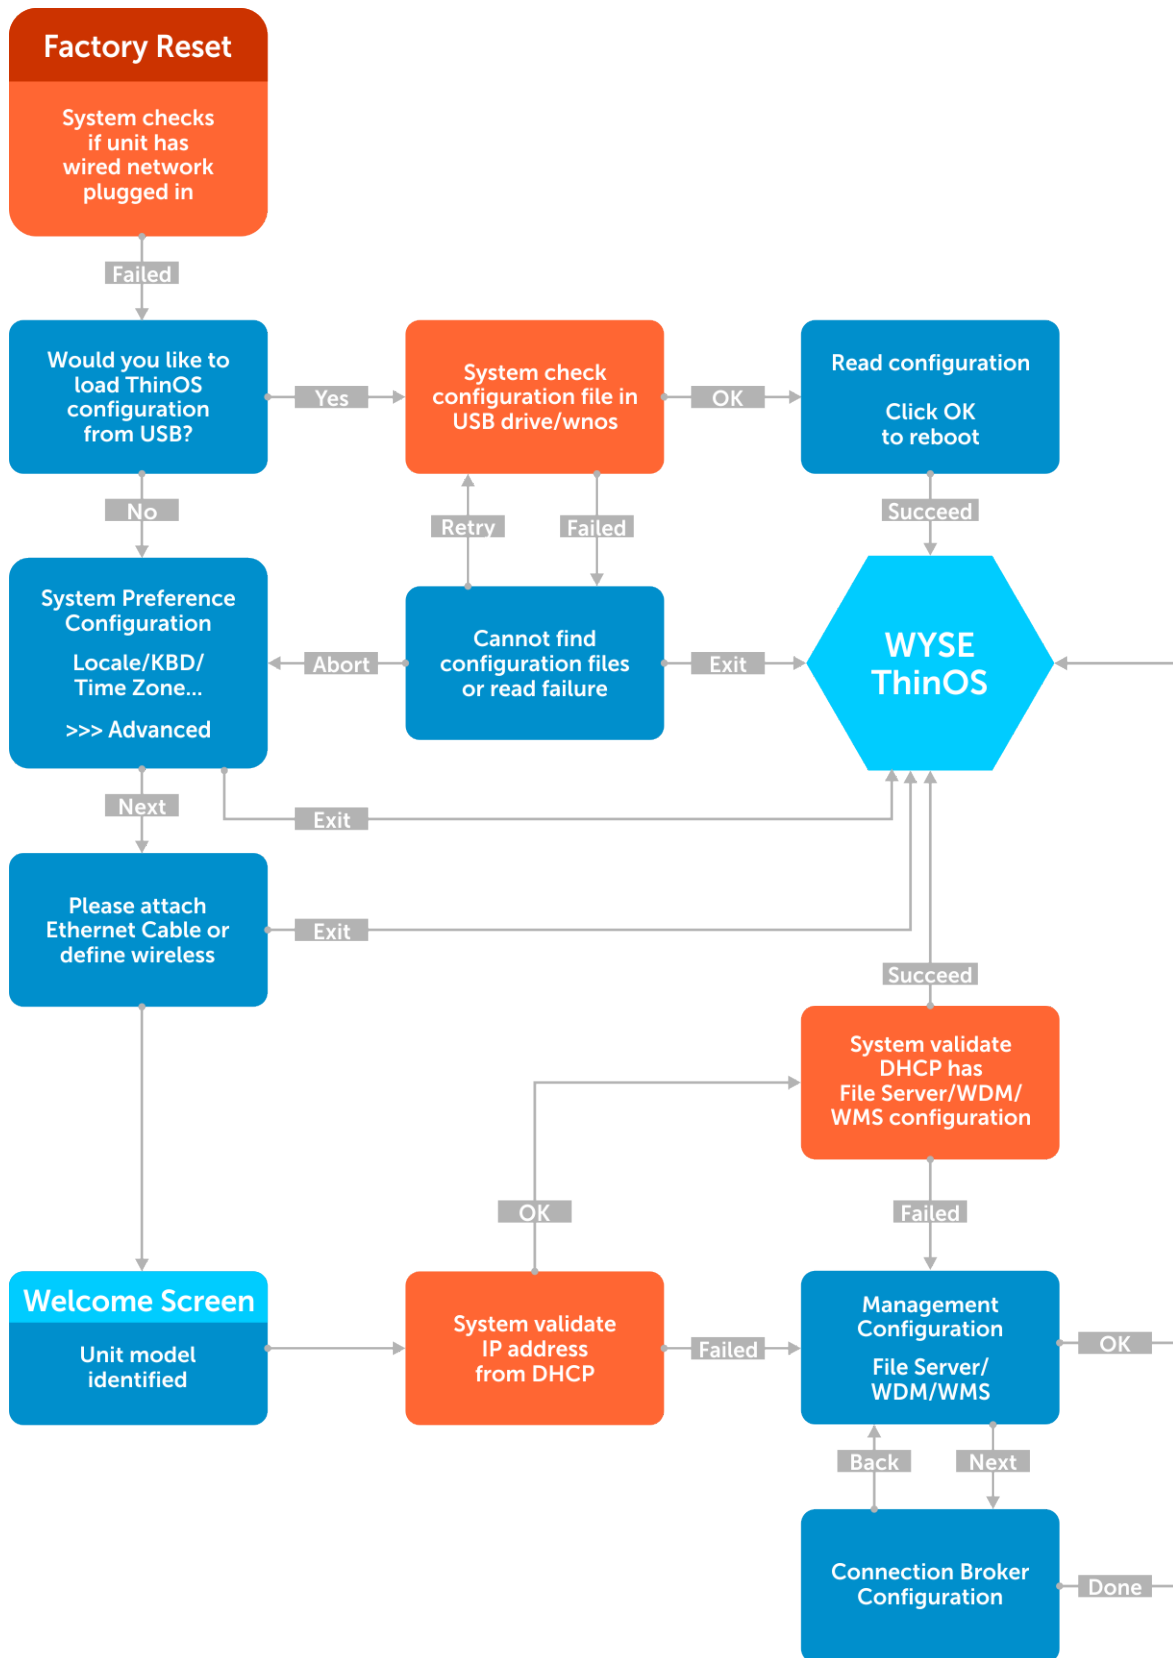 Factory Reset
System checks
if unit has
wired network
plugged in
Failed
Would you like to
load ThinOS
configuration
from USB?
Yes
System check
configuration file in
USB drive/wnos
OK
Read configuration
Click OK
to reboot
No
Retry
Failed
Succeed
System Preference
Configuration
Locale/KBD/
Time Zone...
>>> Advanced
Abort
Cannot find
configuration files
or read failure
Exit
WYSE
ThinOS
Next
Exit
Please attach
Ethernet Cable or
define wireless
Exit
Succeed
System validate
DHCP has
File Server/WDM/
WMS configuration
OK
Failed
Welcome Screen
Unit model
identified
System validate
IP address
from DHCP
Failed
Management
Configuration
File Server/
WDM/WMS
OK
Back
Next
Connection Broker
Configuration
Done